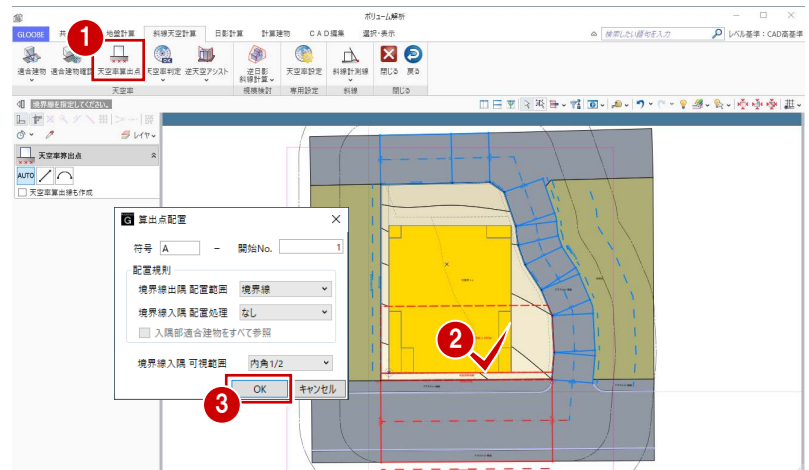 ボリューム解析
GLOOBE 共 地盤計算 斜線天空計算 日影計算 計算建物 CAD編集 選択・表示 検索したい語句を入力 レベル基準：CAD高基準
1
適合建物 適合建物確認 天空率算出点 天空率判定 逆天空アシスト 逆日影斜線計算 天空率設定 斜線計測線 閉じる 戻る
天空率 規模検討 専用設定 斜線 閉じる
境界線を指定してください。
レイヤ
天空率算出点
AUTO
天空率算出線も作成
G 算出点配置
符号 A － 開始No. 1
配置規則
境界線出隅 配置範囲 境界線
境界線入隅 配置処理 なし
入隅部適合建物をすべて参照
境界線入隅 可視範囲 内角1/2
OK キャンセル
2
3